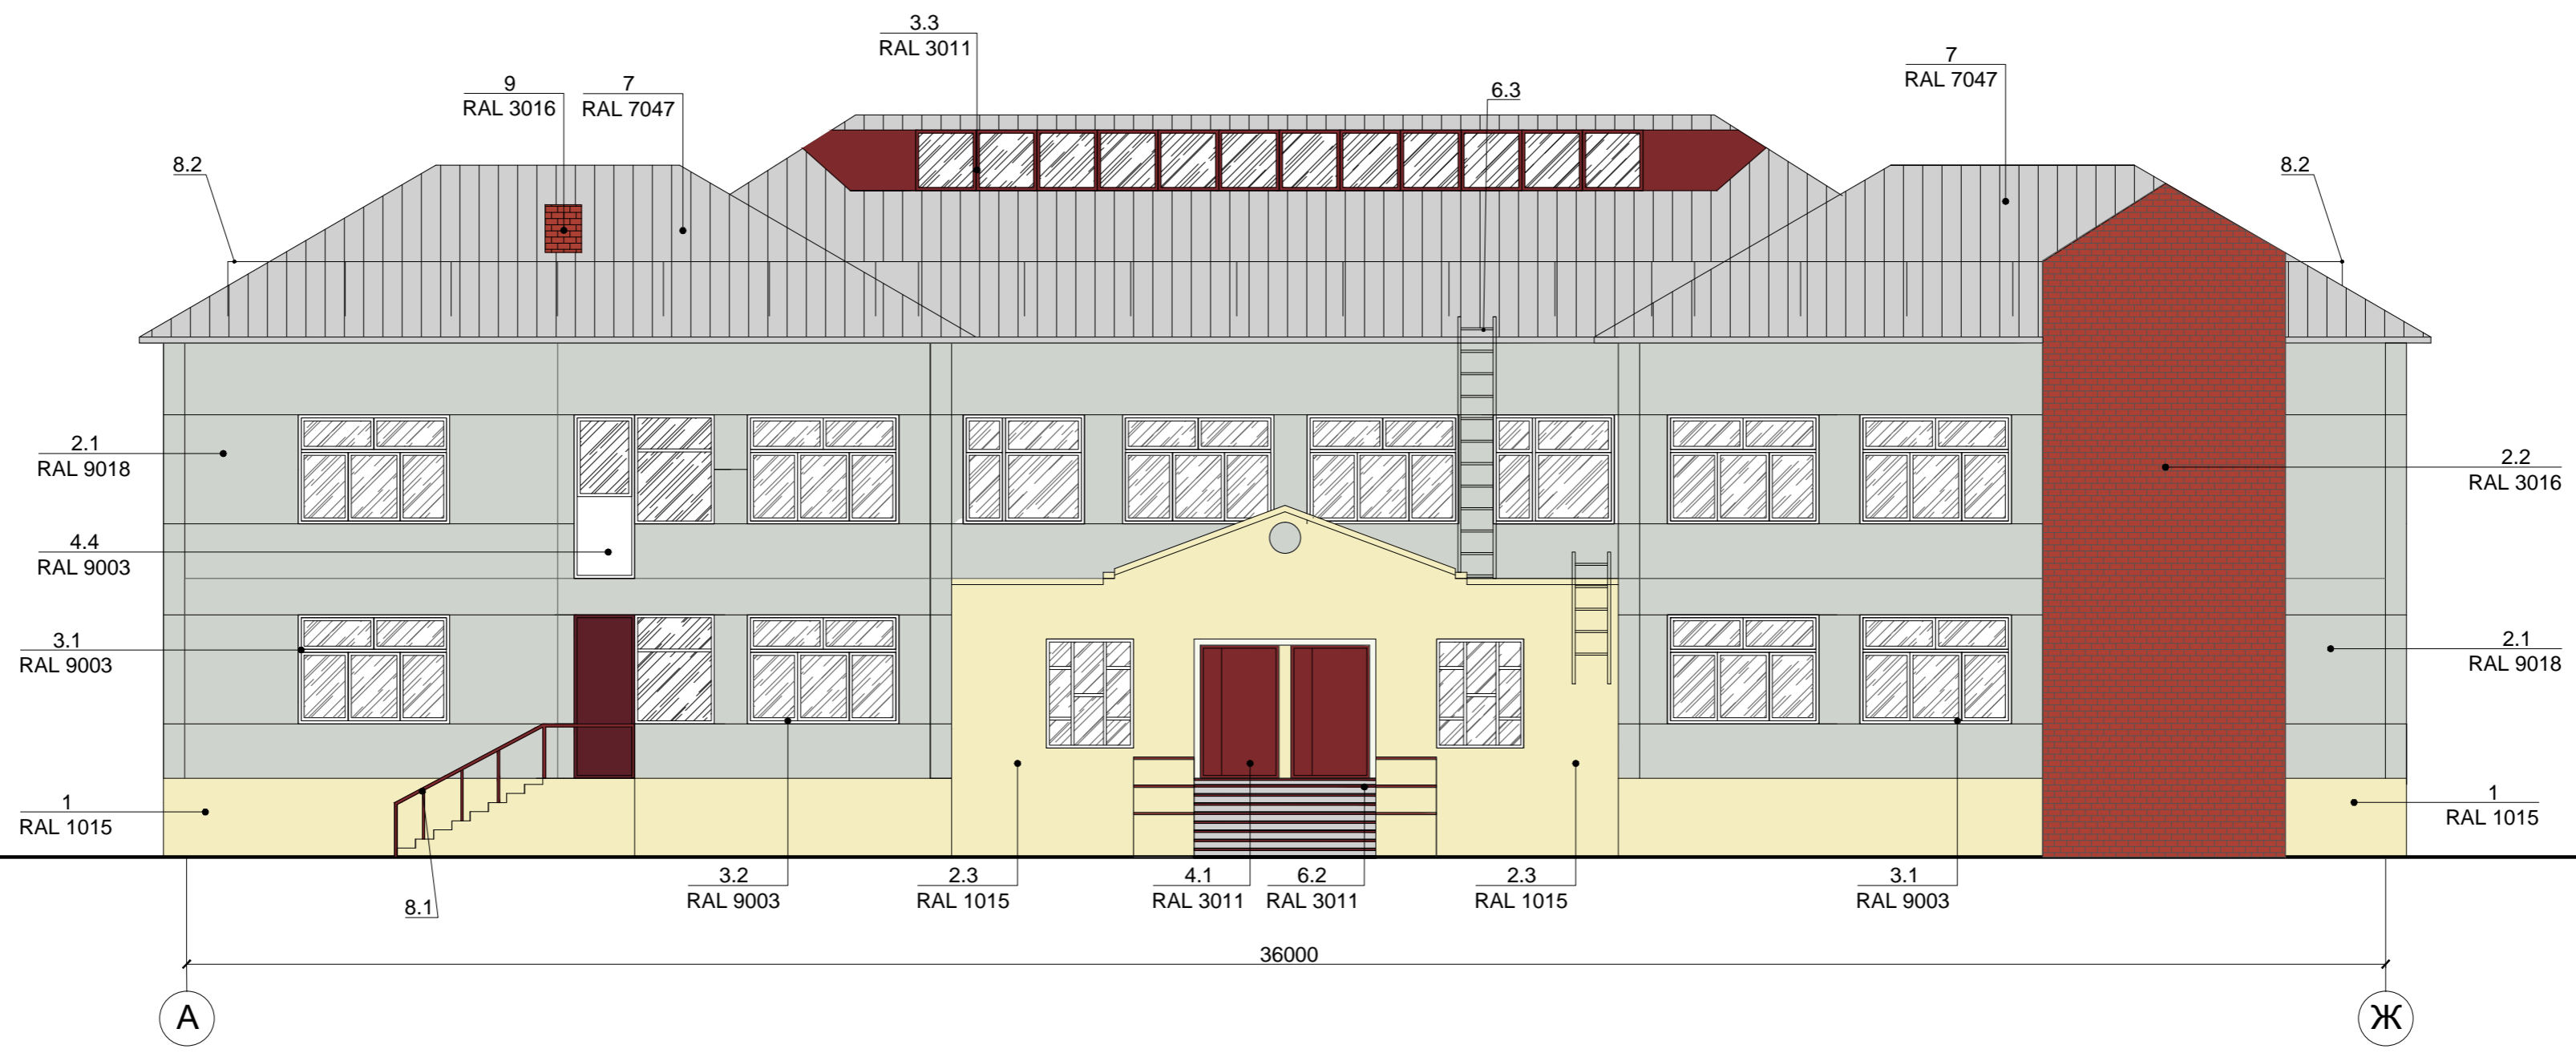 3.3
RAL 3011
9
RAL 3016
7
RAL 7047
6.3
7
RAL 7047
8.2
8.2
2.1
RAL 9018
2.2
RAL 3016
4.4
RAL 9003
3.1
RAL 9003
2.1
RAL 9018
1
RAL 1015
1
RAL 1015
8.1
3.2
RAL 9003
2.3
RAL 1015
4.1
RAL 3011
6.2
RAL 3011
2.3
RAL 1015
3.1
RAL 9003
36000
А
Ж